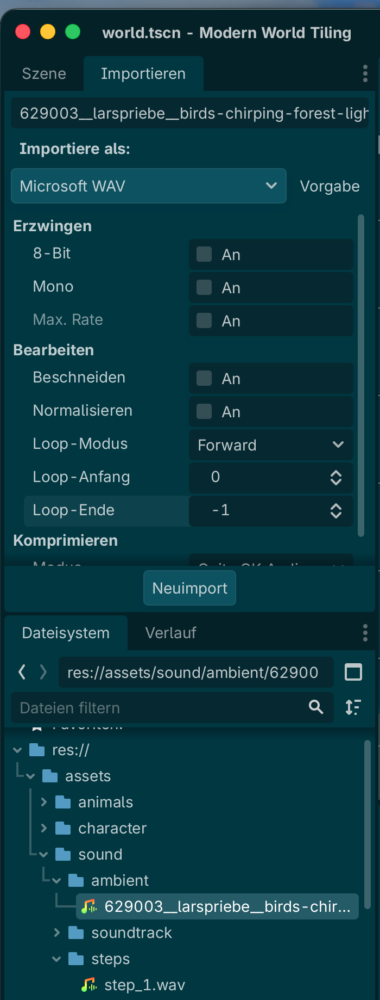 world.tscn - Modern World Tiling
Szene Importieren
629003__larspriebe__birds-chirping-forest-ligh
Importiere als:
Microsoft WAV Vorgabe
Erzwingen
8-Bit An
Mono An
Max. Rate An
Bearbeiten
Beschneiden An
Normalisieren An
Loop-Modus Forward
Loop-Anfang 0
Loop-Ende -1
Komprimieren
Modus
Neuimport
Dateisystem Verlauf
res://assets/sound/ambient/62900
Dateien filtern
Favoriten:
res://
assets
animals
character
sound
ambient
629003__larspriebe__birds-chir...
soundtrack
steps
step_1.wav